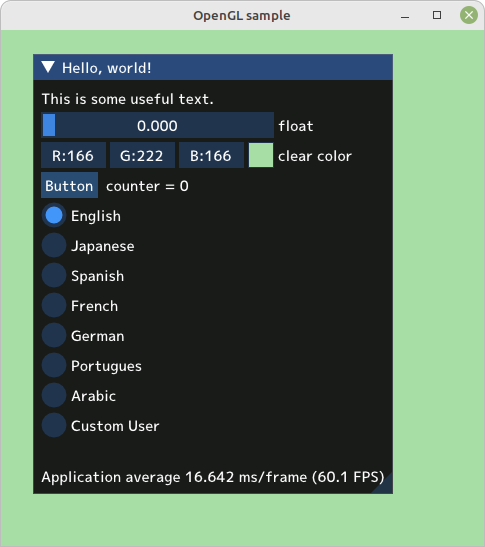 OpenGL sample
Hello, world!
This is some useful text.
0.000 float
R:166 G:222 B:166 clear color
Button counter = 0
English
Japanese
Spanish
French
German
Portugues
Arabic
Custom User
Application average 16.642 ms/frame (60.1 FPS)